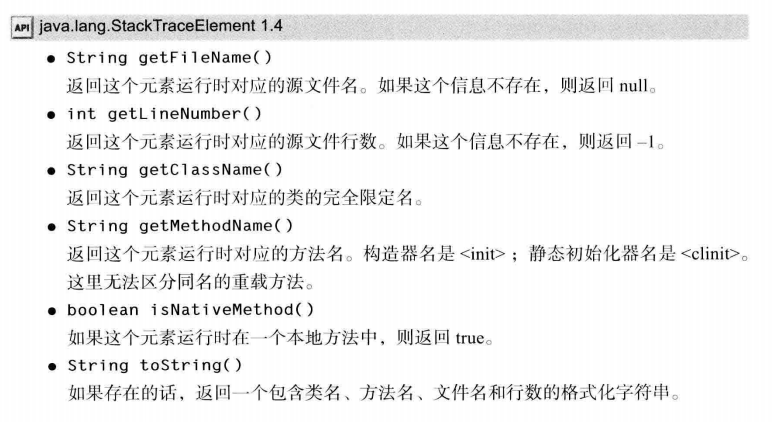 API java.lang.StackTraceElement 1.4
• String getFileName()
返回这个元素运行时对应的源文件名。如果这个信息不存在，则返回 null。
• int getLineNumber()
返回这个元素运行时对应的源文件行数。如果这个信息不存在，则返回 –1。
• String getClassName()
返回这个元素运行时对应的类的完全限定名。
• String getMethodName()
返回这个元素运行时对应的方法名。构造器名是 <init>；静态初始化器名是 <clinit>。
这里无法区分同名的重载方法。
• boolean isNativeMethod()
如果这个元素运行时在一个本地方法中，则返回 true。
• String toString()
如果存在的话，返回一个包含类名、方法名、文件名和行数的格式化字符串。